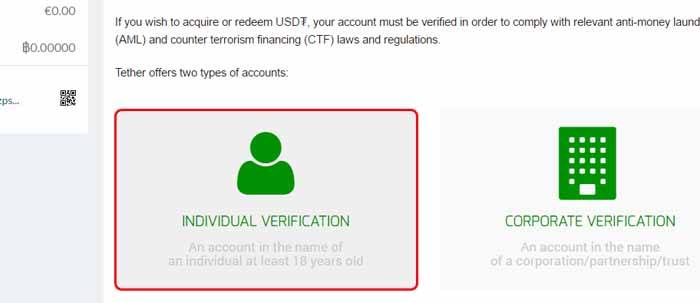 €0.00
฿0.00000
zps...
If you wish to acquire or redeem USD₮, your account must be verified in order to comply with relevant anti-money laund
(AML) and counter terrorism financing (CTF) laws and regulations.
Tether offers two types of accounts:
INDIVIDUAL VERIFICATION
An account in the name of
an individual at least 18 years old
CORPORATE VERIFICATION
An account in the name
of a corporation/partnership/trust